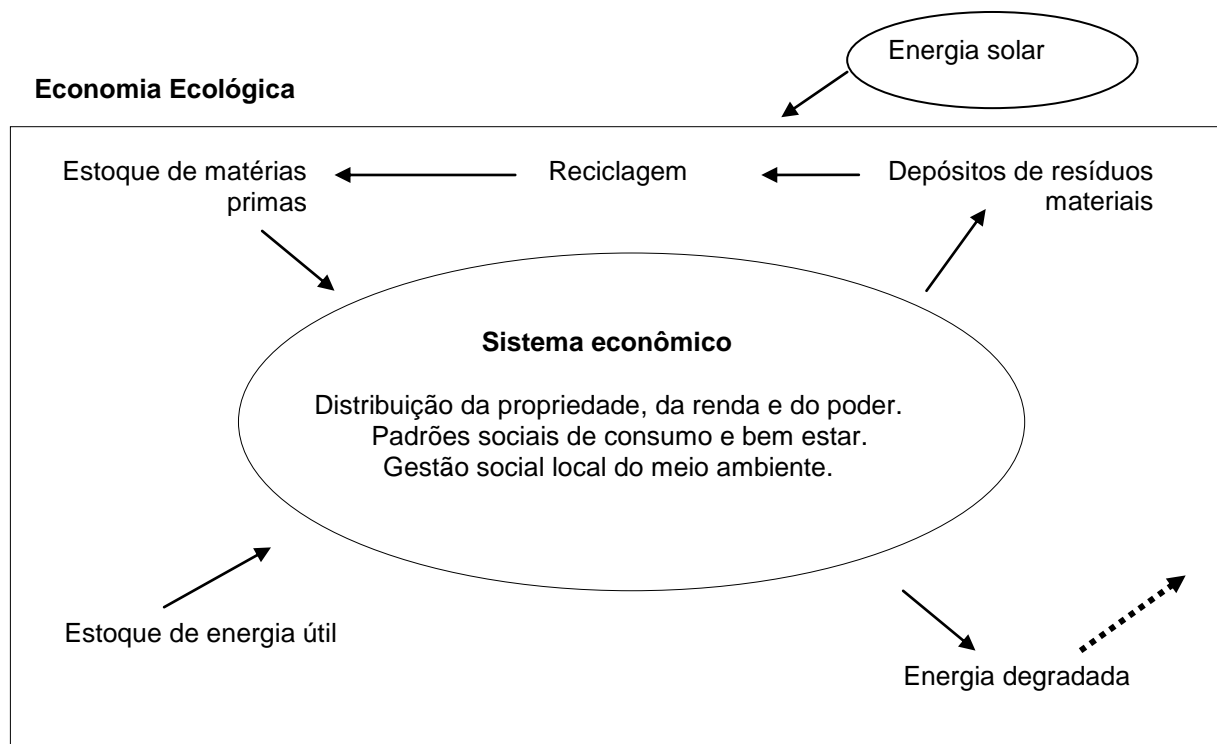 Energia solar
Economia Ecológica
Estoque de matérias
primas
Reciclagem
Depósitos de resíduos
materiais
Sistema econômico
Distribuição da propriedade, da renda e do poder.
Padrões sociais de consumo e bem estar.
Gestão social local do meio ambiente.
Estoque de energia útil
Energia degradada